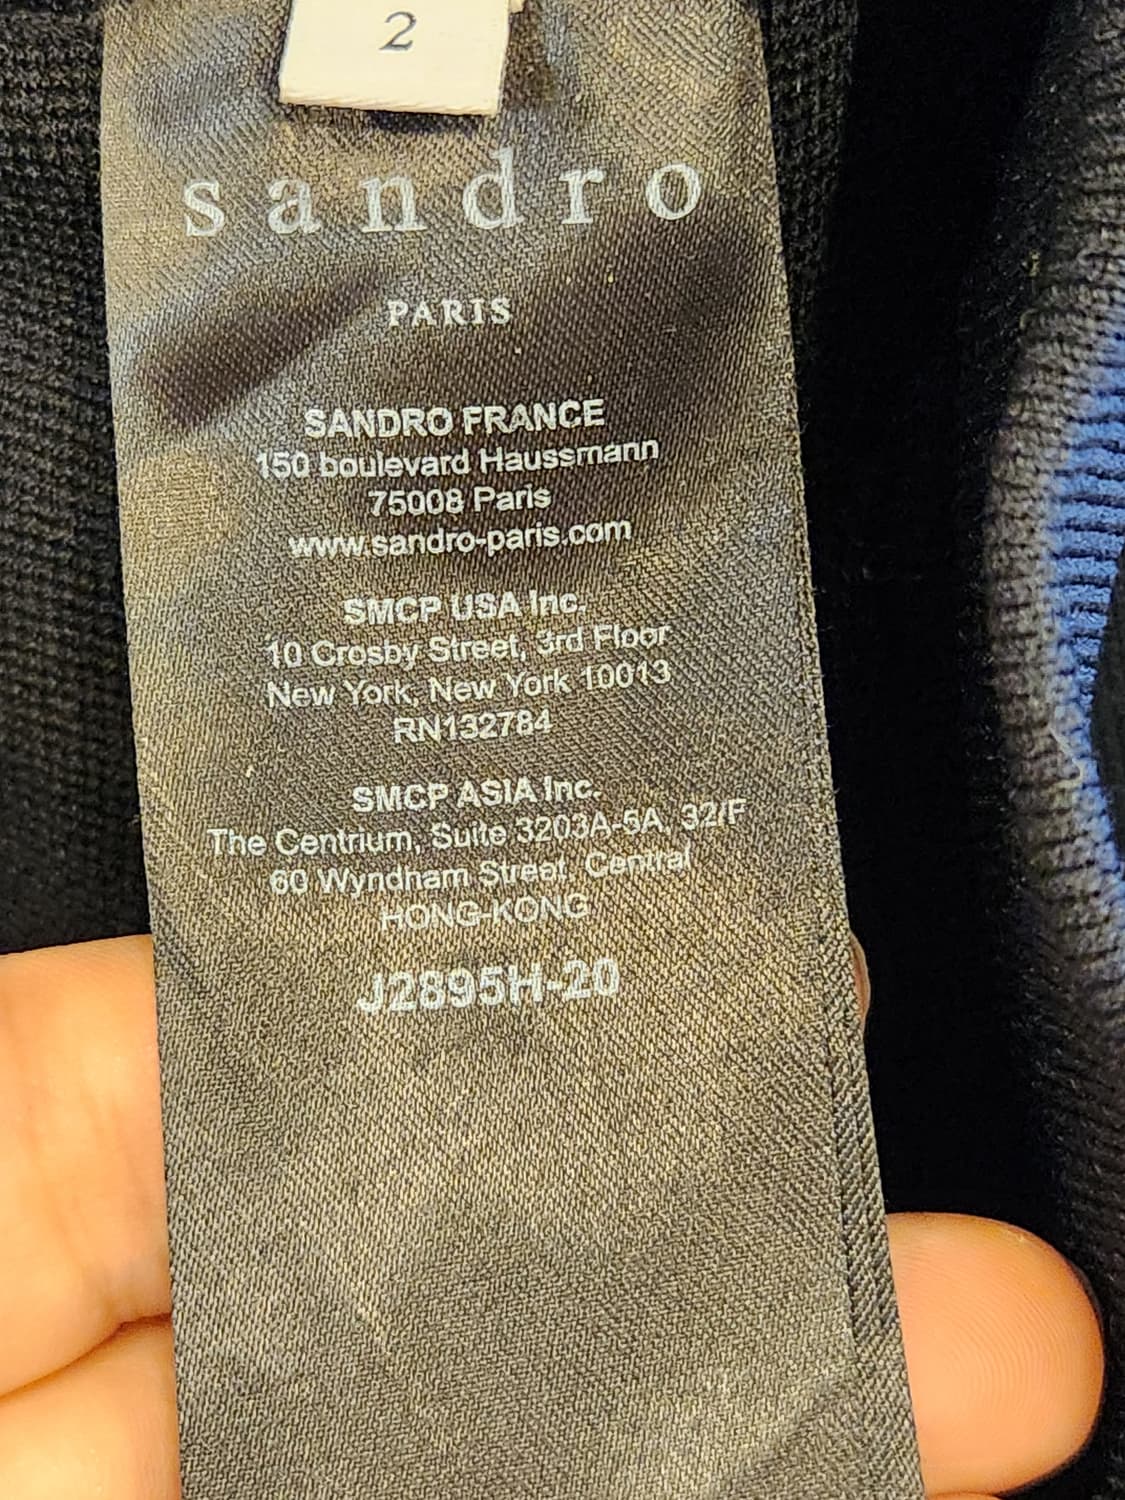 2
sandro
PARIS
SANDRO FRANCE
150 boulevard Haussmann
75008 Paris
www.sandro-paris.com
SMCP USA Inc.
10 Crosby Street, 3rd Floor
New York, New York 10013
RN132784
SMCP ASIA Inc.
The Centrium, Suite 3203A-5A, 32/F
60 Wyndham Street, Central
HONG-KONG
J2895H-20